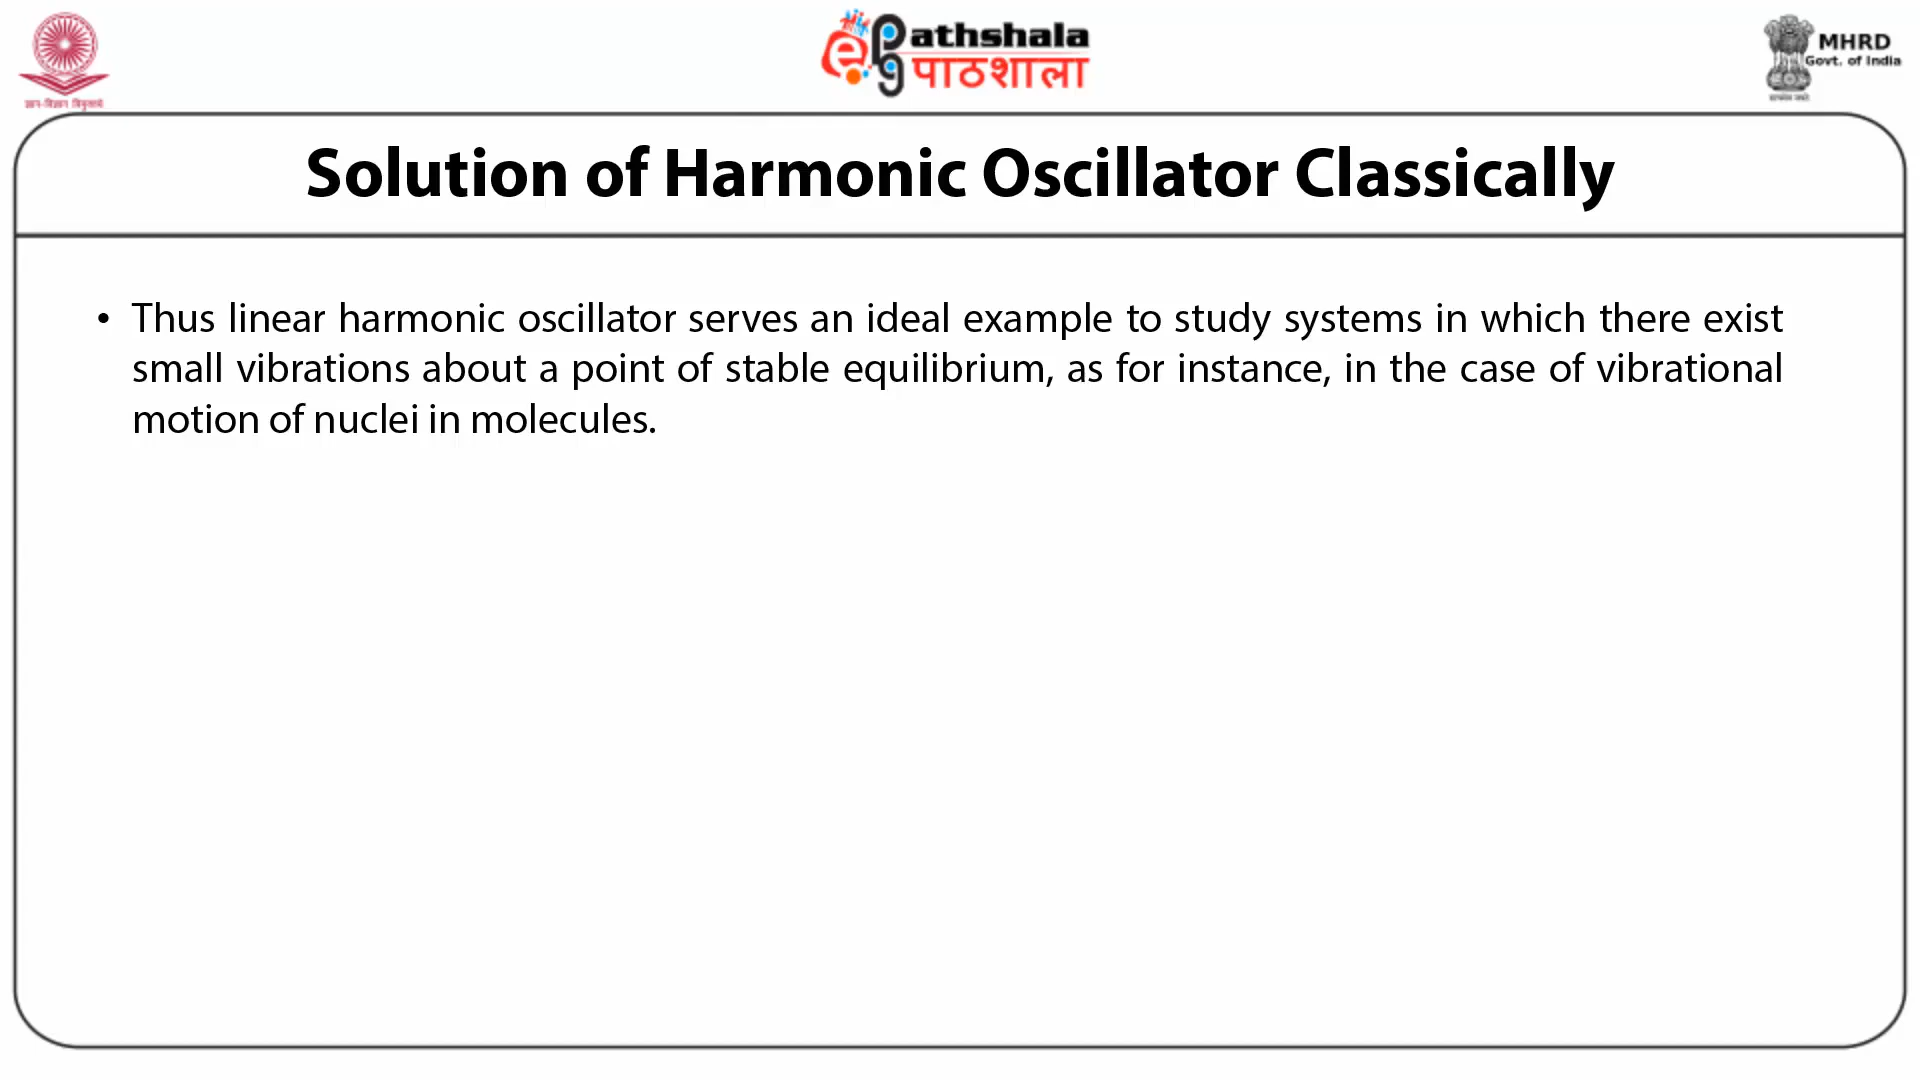 ज्ञान-विज्ञान विमुक्तये
ePathshala
पाठशाला
MHRD
Govt. of India
Solution of Harmonic Oscillator Classically
• Thus linear harmonic oscillator serves an ideal example to study systems in which there exist
small vibrations about a point of stable equilibrium, as for instance, in the case of vibrational
motion of nuclei in molecules.